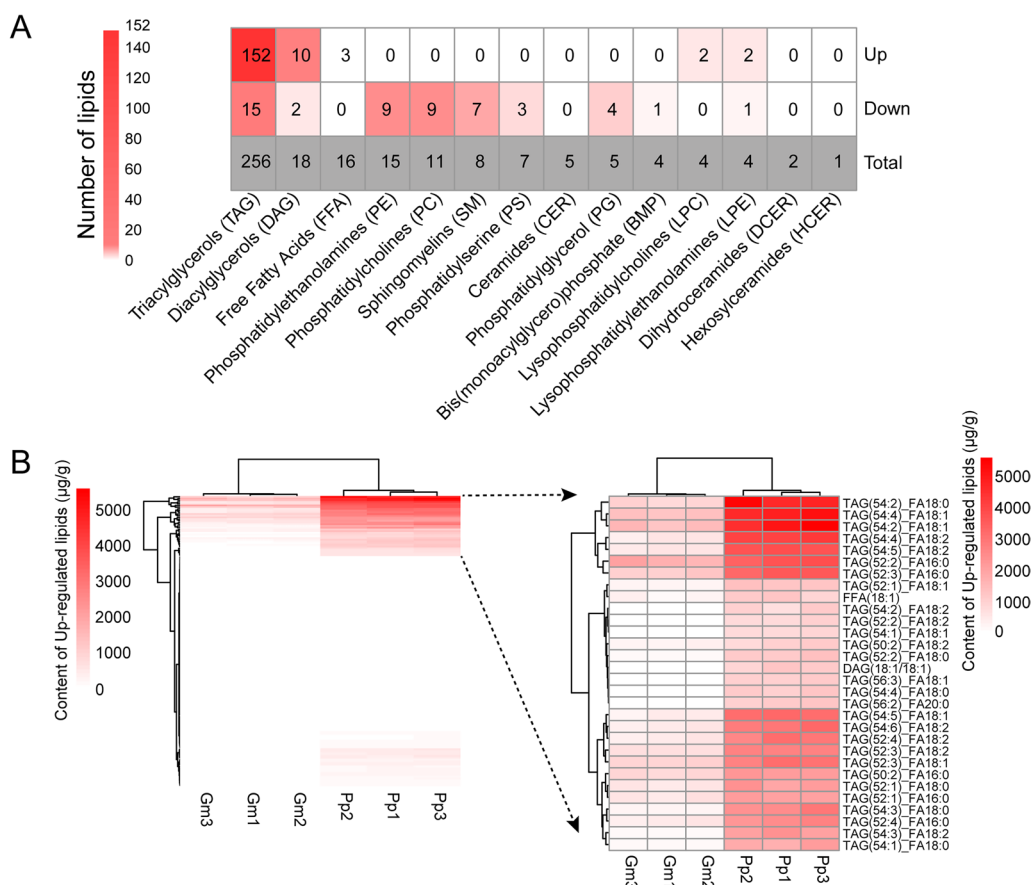 A
152
140
120
100
80
60
40
20
0
Number of lipids
152 10 3 0 0 0 0 0 0 0 2 2 0 0 Up
15 2 0 9 9 7 3 0 4 1 0 1 0 0 Down
256 18 16 15 11 8 7 5 5 4 4 4 2 1 Total
Triacylglycerols (TAG)
Diacylglycerols (DAG)
Free Fatty Acids (FFA)
Phosphatidylethanolamines (PE)
Phosphatidylcholines (PC)
Sphingomyelins (SM)
Phosphatidylserine (PS)
Ceramides (CER)
Phosphatidylglycerol (PG)
Bis(monoacylglycero)phosphate (BMP)
Lysophosphatidylcholines (LPC)
Lysophosphatidylethanolamines (LPE)
Dihydroceramides (DCER)
Hexosylceramides (HCER)
B
Content of Up-regulated lipids (μg/g)
5000
4000
3000
2000
1000
0
Gm3 Gm1 Gm2 Pp2 Pp1 Pp3
TAG(54:2)_FA18:0
TAG(54:4)_FA18:1
TAG(54:2)_FA18:1
TAG(54:4)_FA18:2
TAG(54:5)_FA18:2
TAG(52:2)_FA16:0
TAG(52:3)_FA16:0
TAG(52:1)_FA18:1
FFA(18:1)
TAG(54:2)_FA18:2
TAG(52:2)_FA18:2
TAG(54:1)_FA18:1
TAG(50:2)_FA18:2
TAG(52:2)_FA18:0
DAG(18:1/18:1)
TAG(56:3)_FA18:1
TAG(54:4)_FA18:0
TAG(56:2)_FA20:0
TAG(54:5)_FA18:1
TAG(54:6)_FA18:2
TAG(52:4)_FA18:2
TAG(52:3)_FA18:2
TAG(52:3)_FA18:1
TAG(50:2)_FA16:0
TAG(52:1)_FA18:0
TAG(52:1)_FA16:0
TAG(54:3)_FA18:0
TAG(52:4)_FA16:0
TAG(54:3)_FA18:2
TAG(54:1)_FA18:0
Gm3 Gm1 Gm2 Pp2 Pp1 Pp3
Content of Up-regulated lipids (μg/g)
5000
4000
3000
2000
1000
0